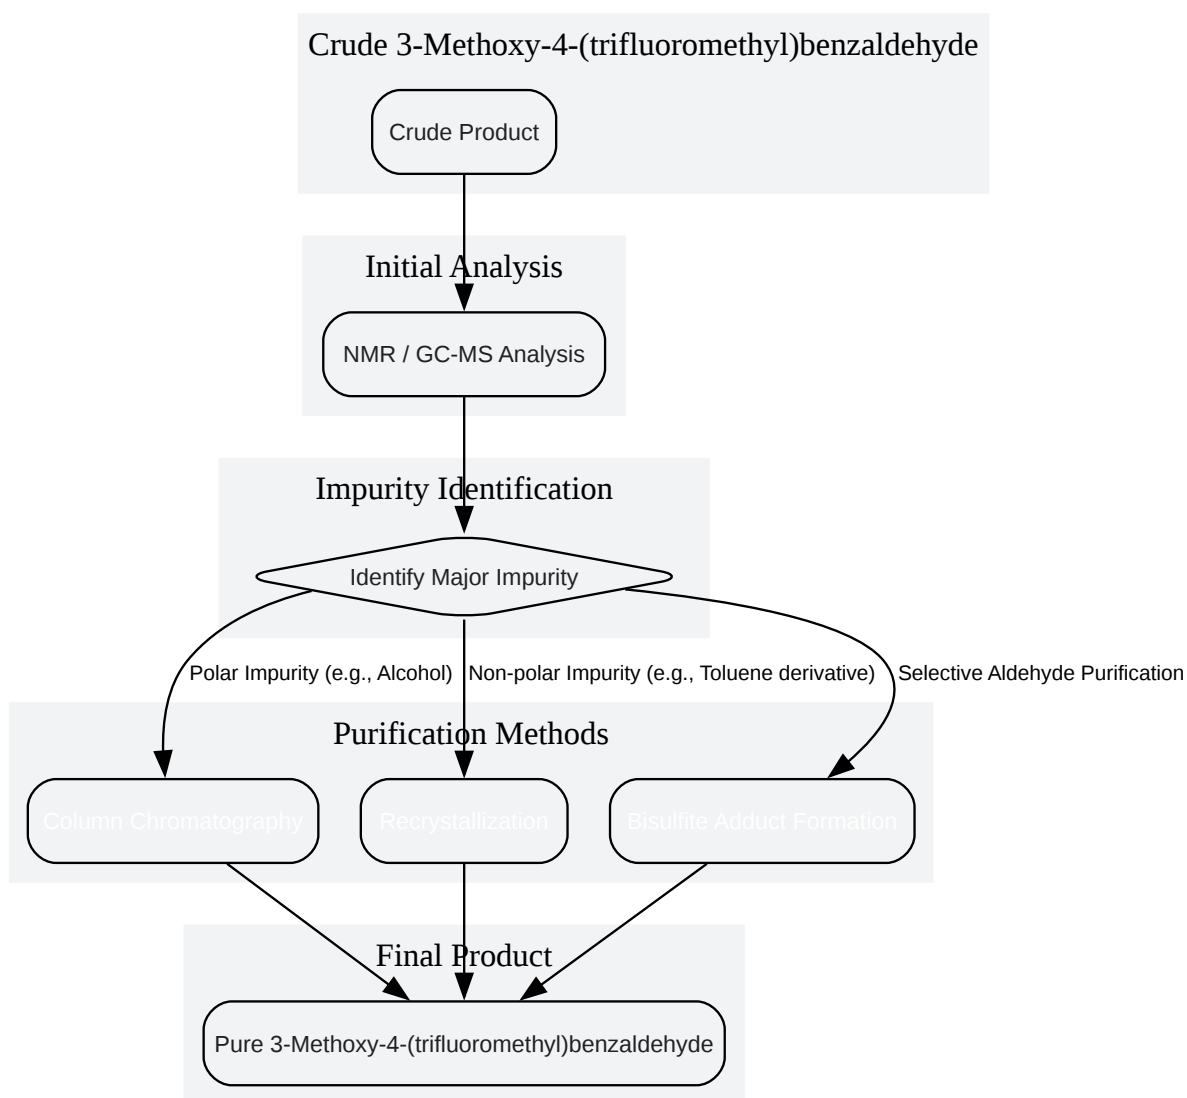 Crude 3-Methoxy-4-(trifluoromethyl)benzaldehyde
Crude Product
Initial Analysis
NMR / GC-MS Analysis
Impurity Identification
Identify Major Impurity
Polar Impurity (e.g., Alcohol)
Non-polar Impurity (e.g., Toluene derivative)
Selective Aldehyde Purification
Purification Methods
Column Chromatography
Recrystallization
Bisulfite Adduct Formation
Final Product
Pure 3-Methoxy-4-(trifluoromethyl)benzaldehyde